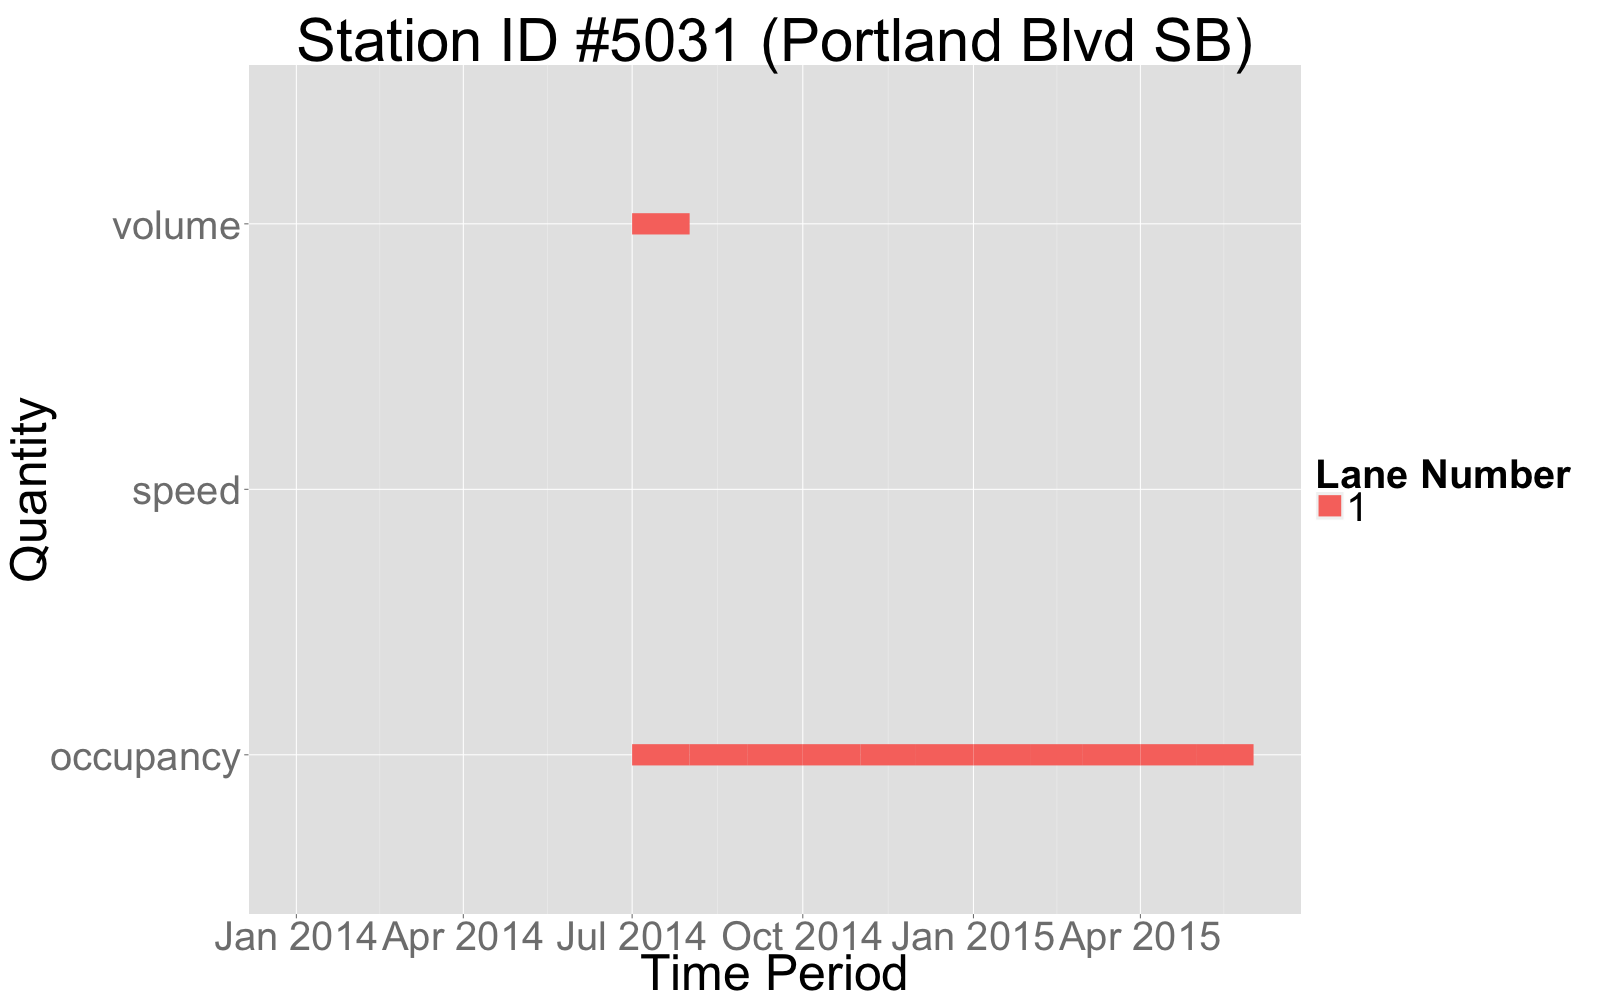 Station ID #5031 (Portland Blvd SB)
volume
speed
occupancy
Quantity
Jan 2014 Apr 2014 Jul 2014 Oct 2014 Jan 2015 Apr 2015
Time Period
Lane Number
1